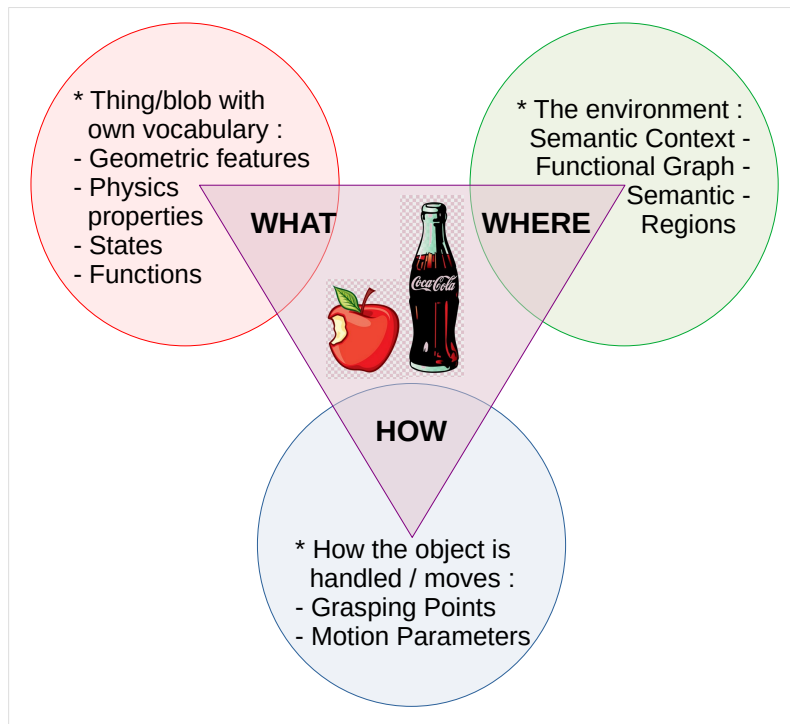 * Thing/blob with
own vocabulary :
- Geometric features
- Physics
properties
- States
- Functions
WHAT
* The environment :
Semantic Context -
Functional Graph -
Semantic -
Regions
WHERE
Coca-Cola
HOW
* How the object is
handled / moves :
- Grasping Points
- Motion Parameters